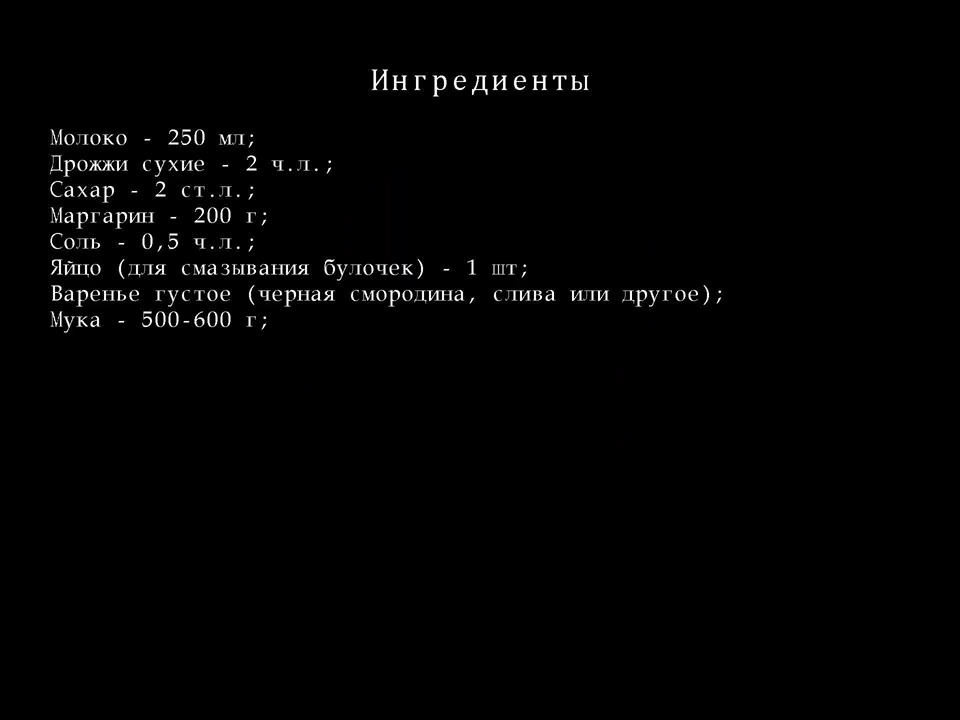 Ингредиенты
Молоко - 250 мл;
Дрожжи сухие - 2 ч.л.;
Сахар - 2 ст.л.;
Маргарин - 200 г;
Соль - 0,5 ч.л.;
Яйцо (для смазывания булочек) - 1 шт;
Варенье густое (черная смородина, слива или другое);
Мука - 500-600 г;